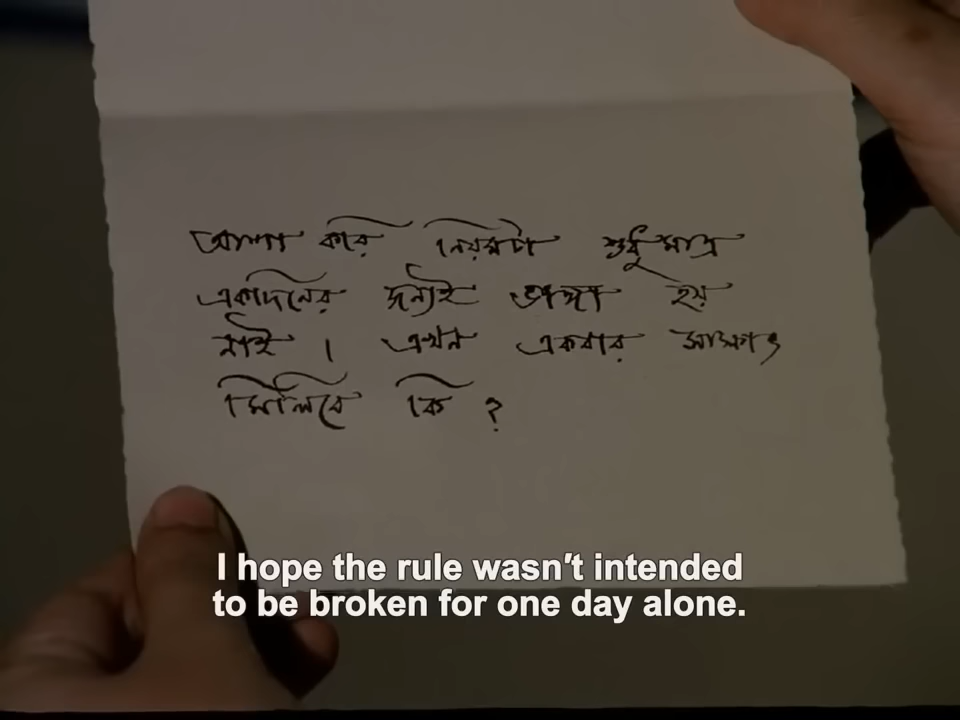 আশা করি নিয়মটা শুধুমাত্র
একদিনের জন্যই ভাঙ্গা হয়
নাই । এখন একবার সাক্ষাৎ
মিলিবে কি ?
I hope the rule wasn't intended
to be broken for one day alone.